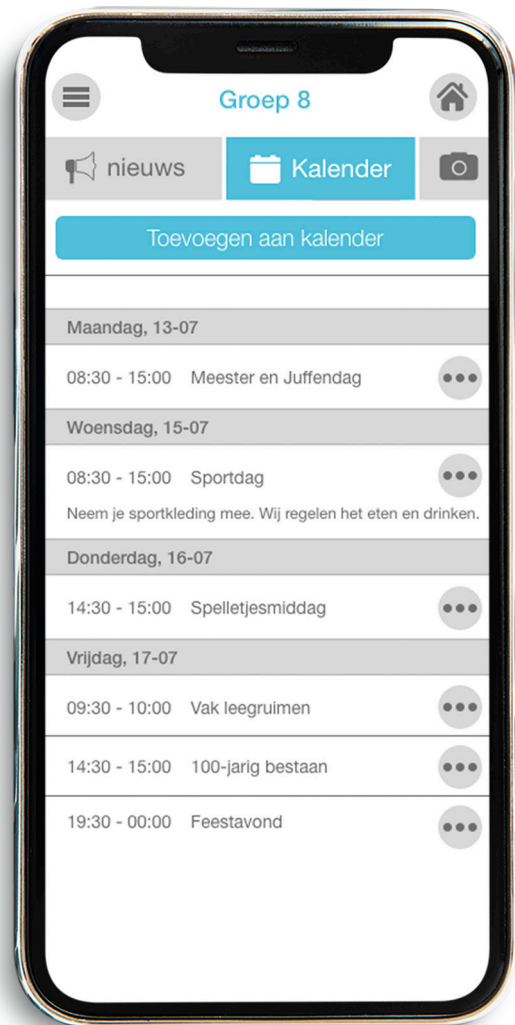 Groep 8
nieuws
Kalender
Toevoegen aan kalender
Maandag, 13-07
08:30 - 15:00 Meester en Juffendag
Woensdag, 15-07
08:30 - 15:00 Sportdag
Neem je sportkleding mee. Wij regelen het eten en drinken.
Donderdag, 16-07
14:30 - 15:00 Spelletjesmiddag
Vrijdag, 17-07
09:30 - 10:00 Vak leegruimen
14:30 - 15:00 100-jarig bestaan
19:30 - 00:00 Feestavond